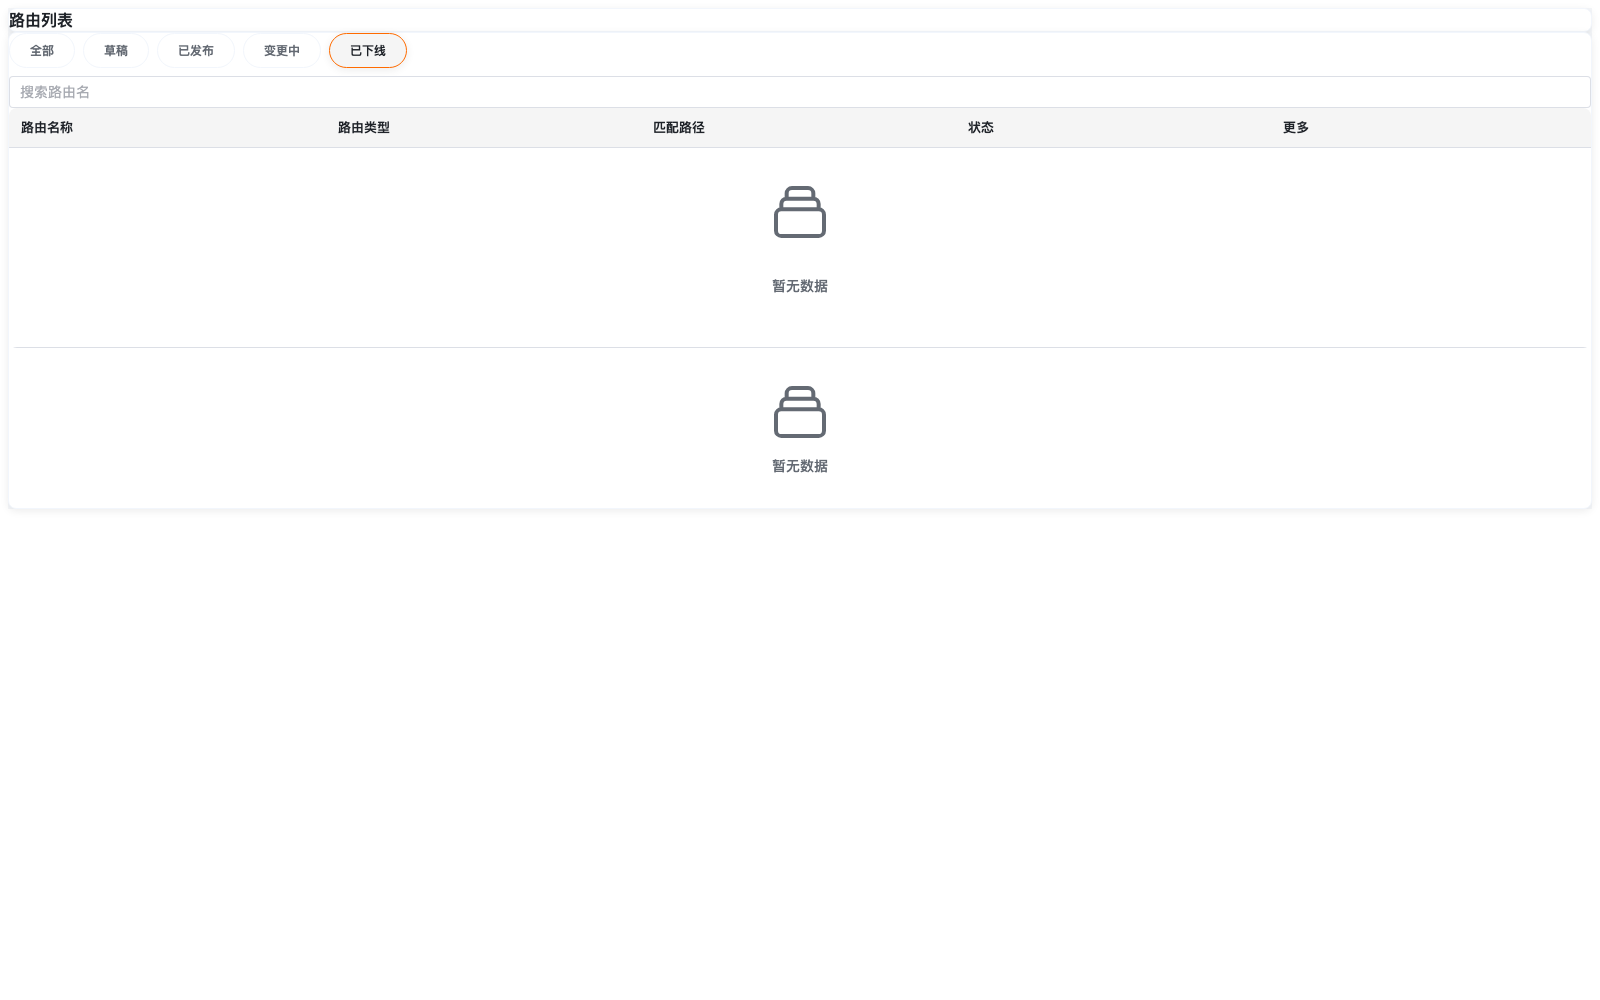 路由列表
全部 草稿 已发布 变更中 已下线
搜索路由名
路由名称 路由类型 匹配路径 状态 更多
暂无数据
暂无数据